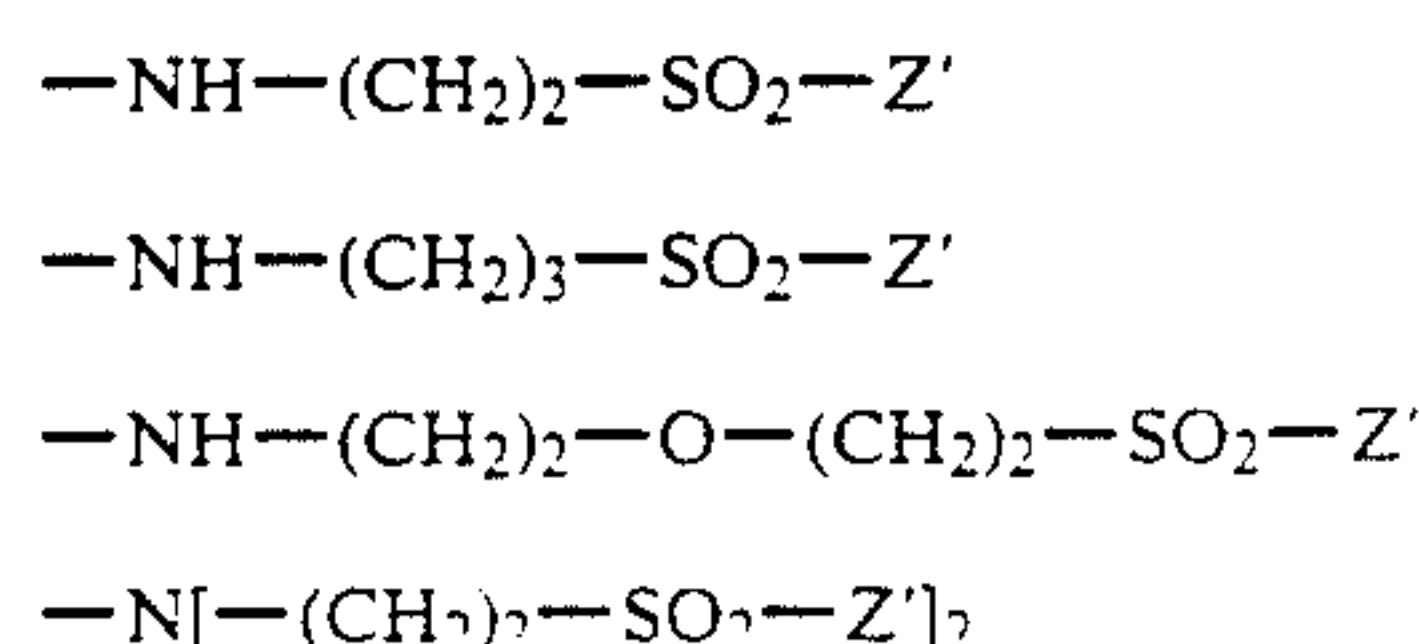 —NH—(CH₂)₂—SO₂—Z′
—NH—(CH₂)₃—SO₂—Z′
—NH—(CH₂)₂—O—(CH₂)₂—SO₂—Z′
—N[—(CH₂)₂—SO₂—Z′]₂